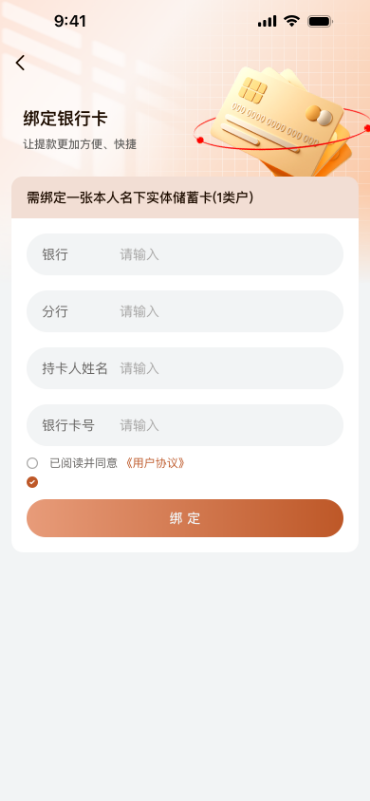 9:41
绑定银行卡
让提款更加方便、快捷
0000 0000 0000 0000 000
需绑定一张本人名下实体储蓄卡(1类户)
银行 请输入
分行 请输入
持卡人姓名 请输入
银行卡号 请输入
已阅读并同意 《用户协议》
绑 定